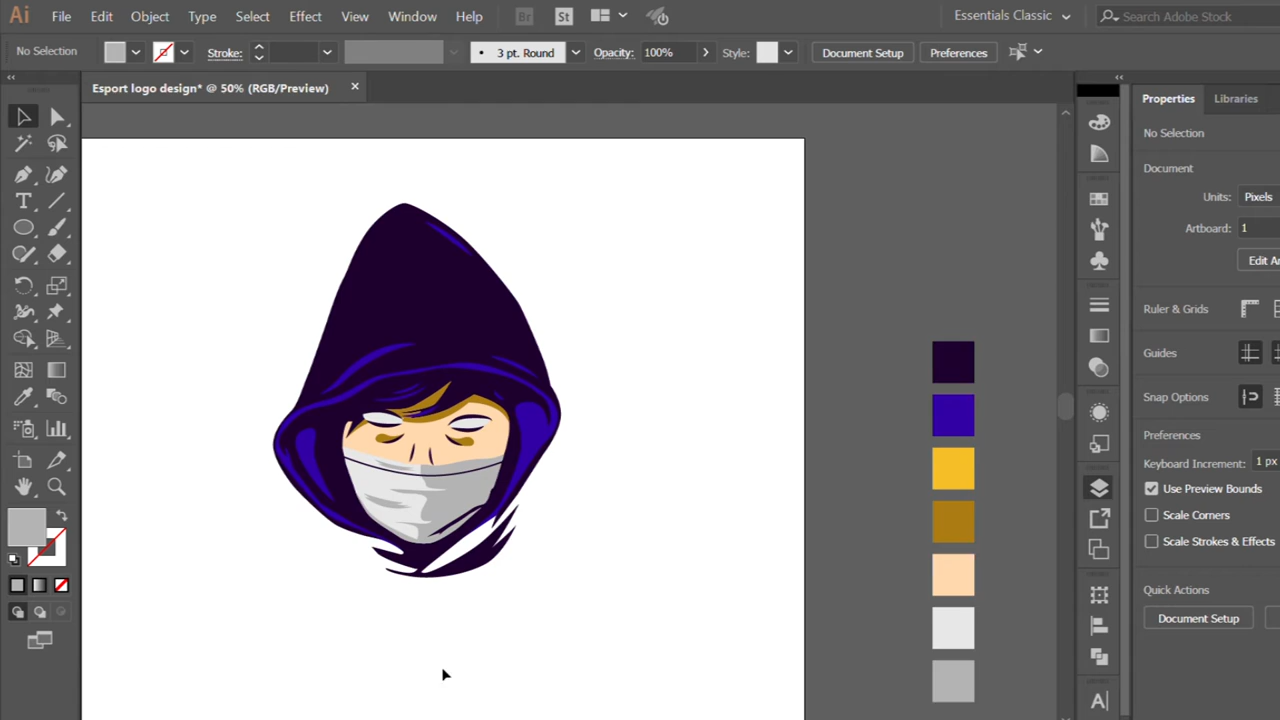 Ai File Edit Object Type Select Effect View Window Help Br St Essentials Classic Search Adobe Stock
No Selection Stroke: 3 pt. Round Opacity: 100% Style: Document Setup Preferences
Esport logo design* @ 50% (RGB/Preview) ×
Properties Libraries
No Selection
Document
Units: Pixels
Artboard: 1
Edit Ar
Ruler & Grids
Guides
Snap Options
Preferences
Keyboard Increment: 1 px
Use Preview Bounds
Scale Corners
Scale Strokes & Effects
Quick Actions
Document Setup